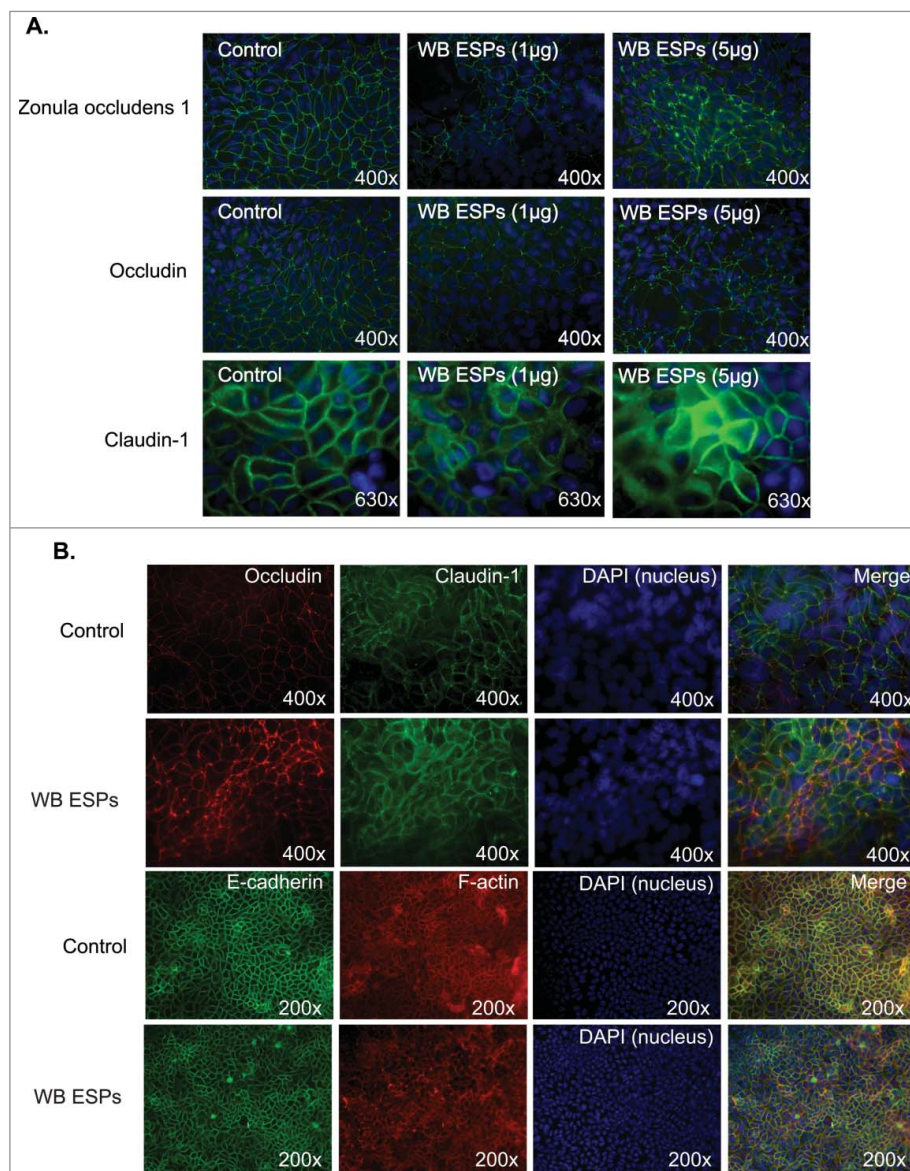 A.
Zonula occludens 1
Control WB ESPs (1µg) WB ESPs (5µg)
400x 400x 400x
Occludin
Control WB ESPs (1µg) WB ESPs (5µg)
400x 400x 400x
Claudin-1
Control WB ESPs (1µg) WB ESPs (5µg)
630x 630x 630x
B.
Occludin Claudin-1 DAPI (nucleus) Merge
Control
400x 400x 400x 400x
WB ESPs
400x 400x 400x 400x
E-cadherin F-actin DAPI (nucleus) Merge
Control
200x 200x 200x 200x
DAPI (nucleus)
WB ESPs
200x 200x 200x 200x